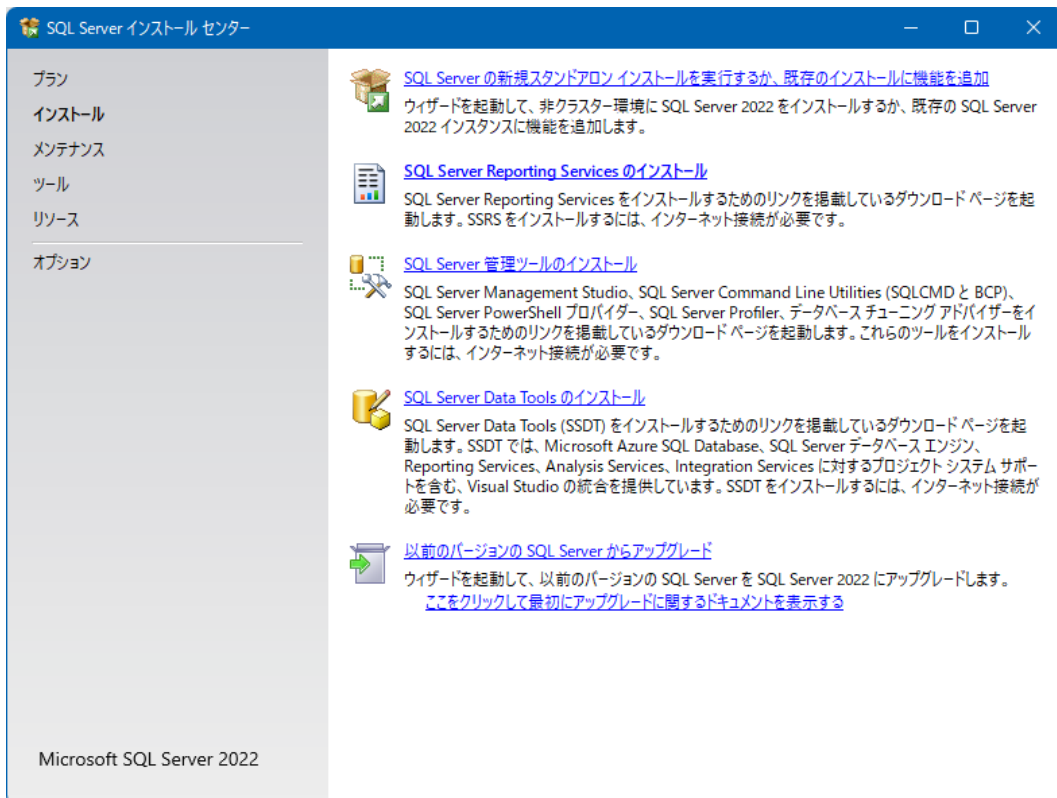 SQL Server インストール センター
プラン
インストール
メンテナンス
ツール
リソース
オプション
Microsoft SQL Server 2022
SQL Server の新規スタンドアロン インストールを実行するか、既存のインストールに機能を追加
ウィザードを起動して、非クラスター環境に SQL Server 2022 をインストールするか、既存の SQL Server
2022 インスタンスに機能を追加します。
SQL Server Reporting Services のインストール
SQL Server Reporting Services をインストールするためのリンクを掲載しているダウンロード ページを起
動します。SSRS をインストールするには、インターネット接続が必要です。
SQL Server 管理ツールのインストール
SQL Server Management Studio、SQL Server Command Line Utilities (SQLCMD と BCP)、
SQL Server PowerShell プロバイダー、SQL Server Profiler、データベース チューニング アドバイザーをイ
ンストールするためのリンクを掲載しているダウンロード ページを起動します。これらのツールをインストール
するには、インターネット接続が必要です。
SQL Server Data Tools のインストール
SQL Server Data Tools (SSDT) をインストールするためのリンクを掲載しているダウンロード ページを起
動します。SSDT では、Microsoft Azure SQL Database、SQL Server データベース エンジン、
Reporting Services、Analysis Services、Integration Services に対するプロジェクト システム サポー
トを含む、Visual Studio の統合を提供しています。SSDT をインストールするには、インターネット接続が
必要です。
以前のバージョンの SQL Server からアップグレード
ウィザードを起動して、以前のバージョンの SQL Server を SQL Server 2022 にアップグレードします。
ここをクリックして最初にアップグレードに関するドキュメントを表示する